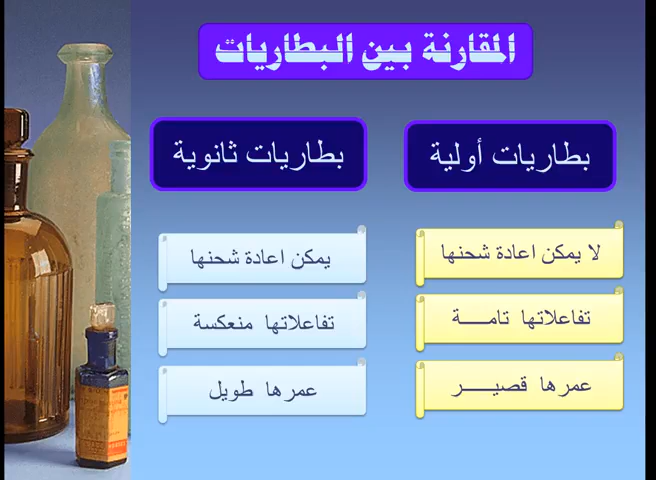 المقارنة بين البطاريات
بطاريات أولية
بطاريات ثانوية
لا يمكن اعادة شحنها
يمكن اعادة شحنها
تفاعلاتها تامـــــة
تفاعلاتها منعكسة
عمرها قصيـــــر
عمرها طويل